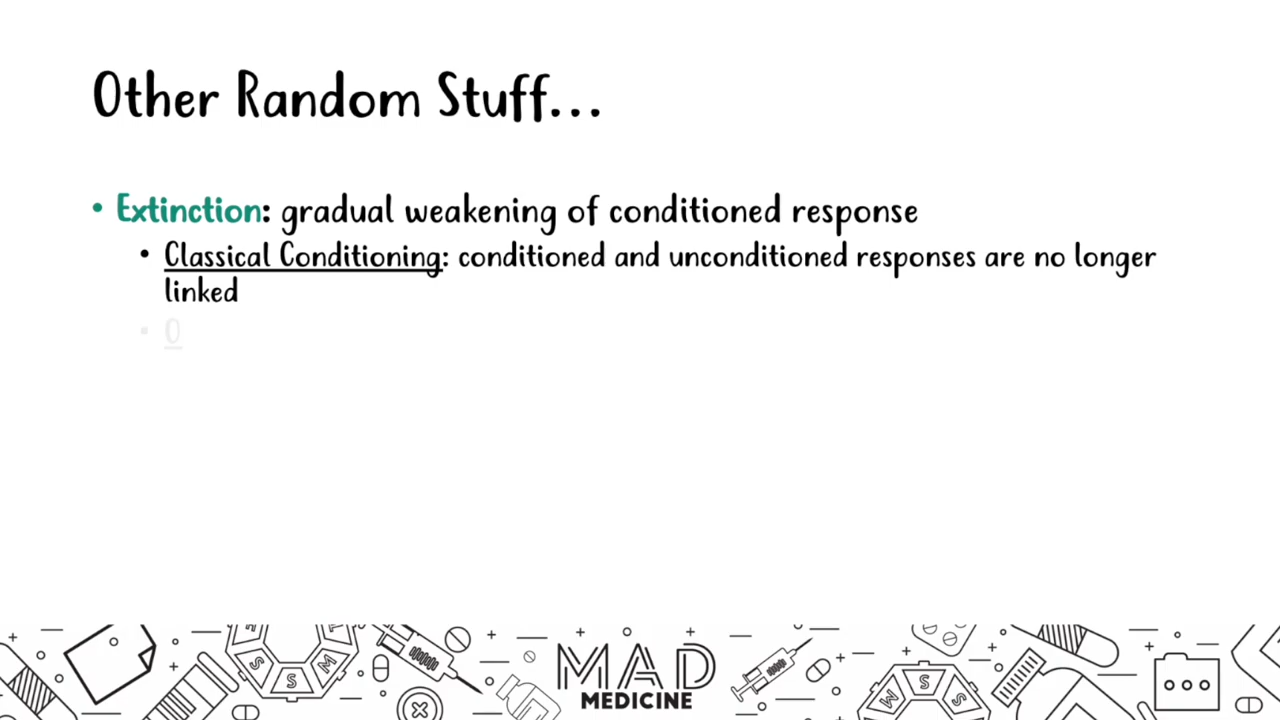 Other Random Stuff...
• Extinction: gradual weakening of conditioned response
• Classical Conditioning: conditioned and unconditioned responses are no longer
linked
• O
MAD
MEDICINE